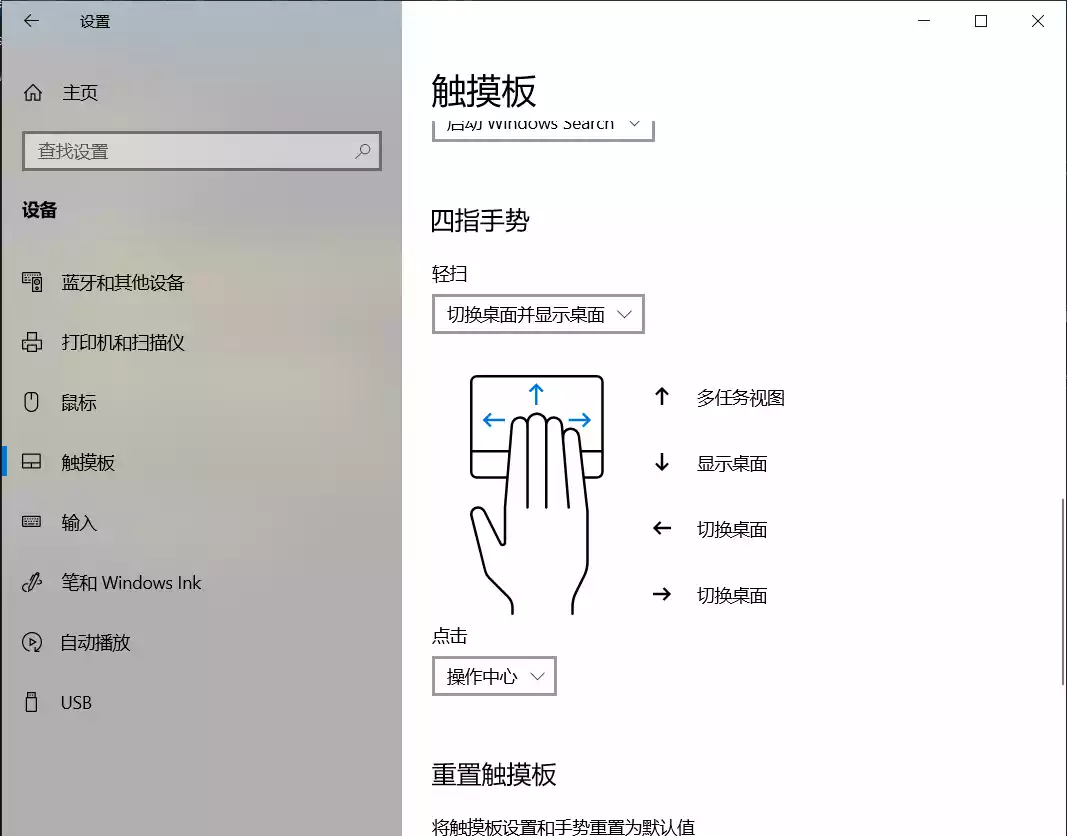 设置
主页
查找设置
设备
蓝牙和其他设备
打印机和扫描仪
鼠标
触摸板
输入
笔和 Windows Ink
自动播放
USB
触摸板
启动 Windows Search
四指手势
轻扫
切换桌面并显示桌面
多任务视图
显示桌面
切换桌面
切换桌面
点击
操作中心
重置触摸板
将触摸板设置和手势重置为默认值